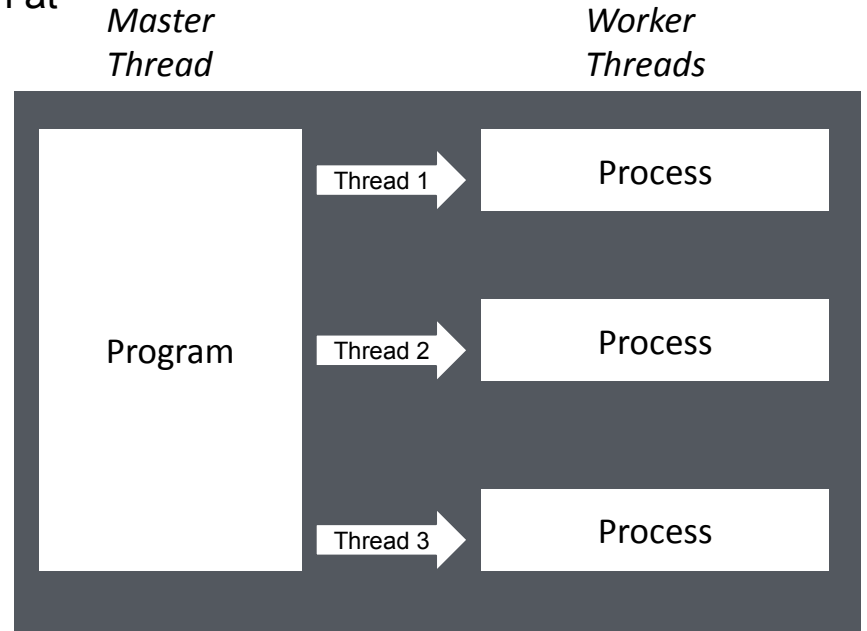 Master
Thread
Worker
Threads
Program
Thread 1
Process
Thread 2
Process
Thread 3
Process